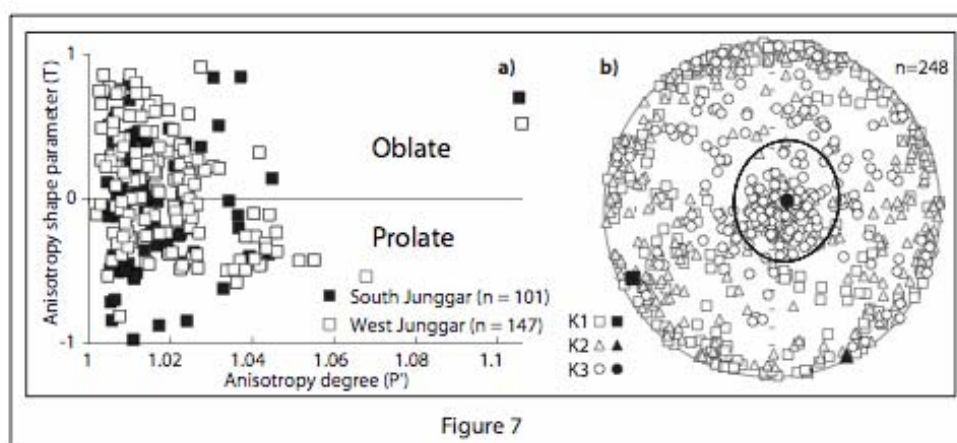 1
a)
b)
n=248
Anisotropy shape parameter (T)
Oblate
0
Prolate
South Junggar (n = 101)
West Junggar (n = 147)
K1
K2
K3
-1
1 1.02 1.04 1.06 1.08 1.1
Anisotropy degree (P')
Figure 7